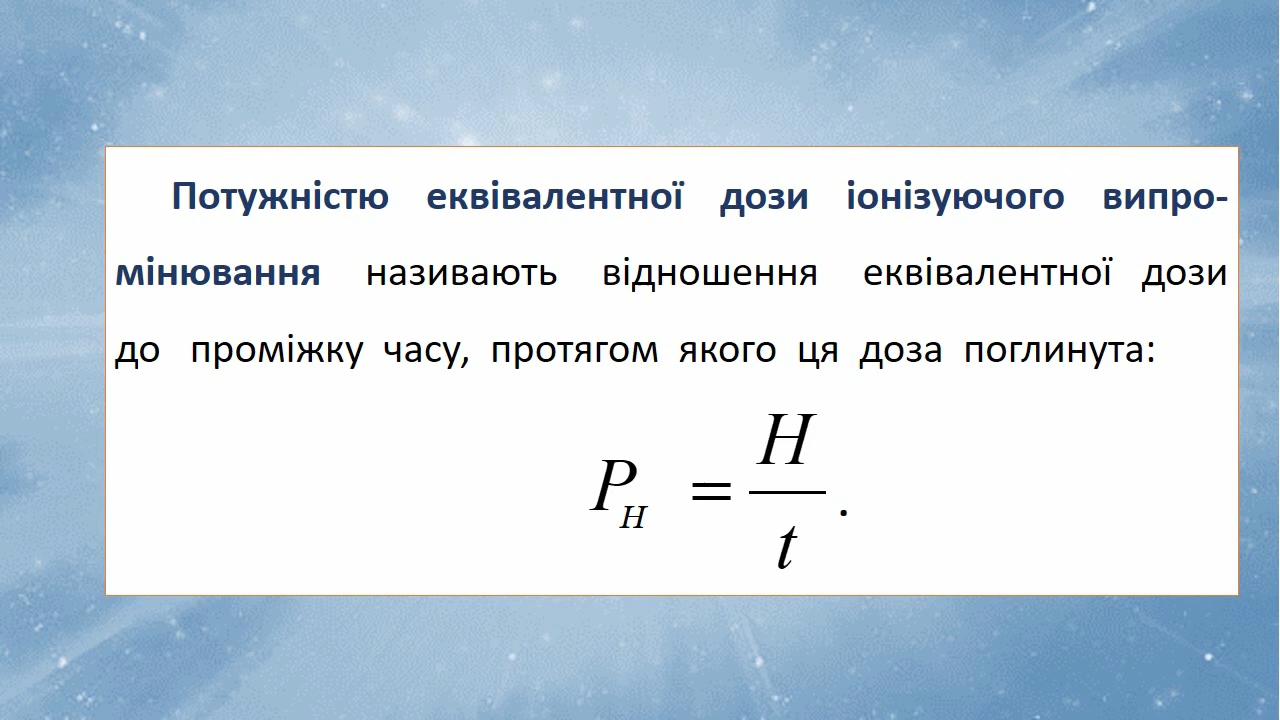 Потужністю еквівалентної дози іонізуючого випро-
мінювання називають відношення еквівалентної дози
до проміжку часу, протягом якого ця доза поглинута:
P_H = H/t.